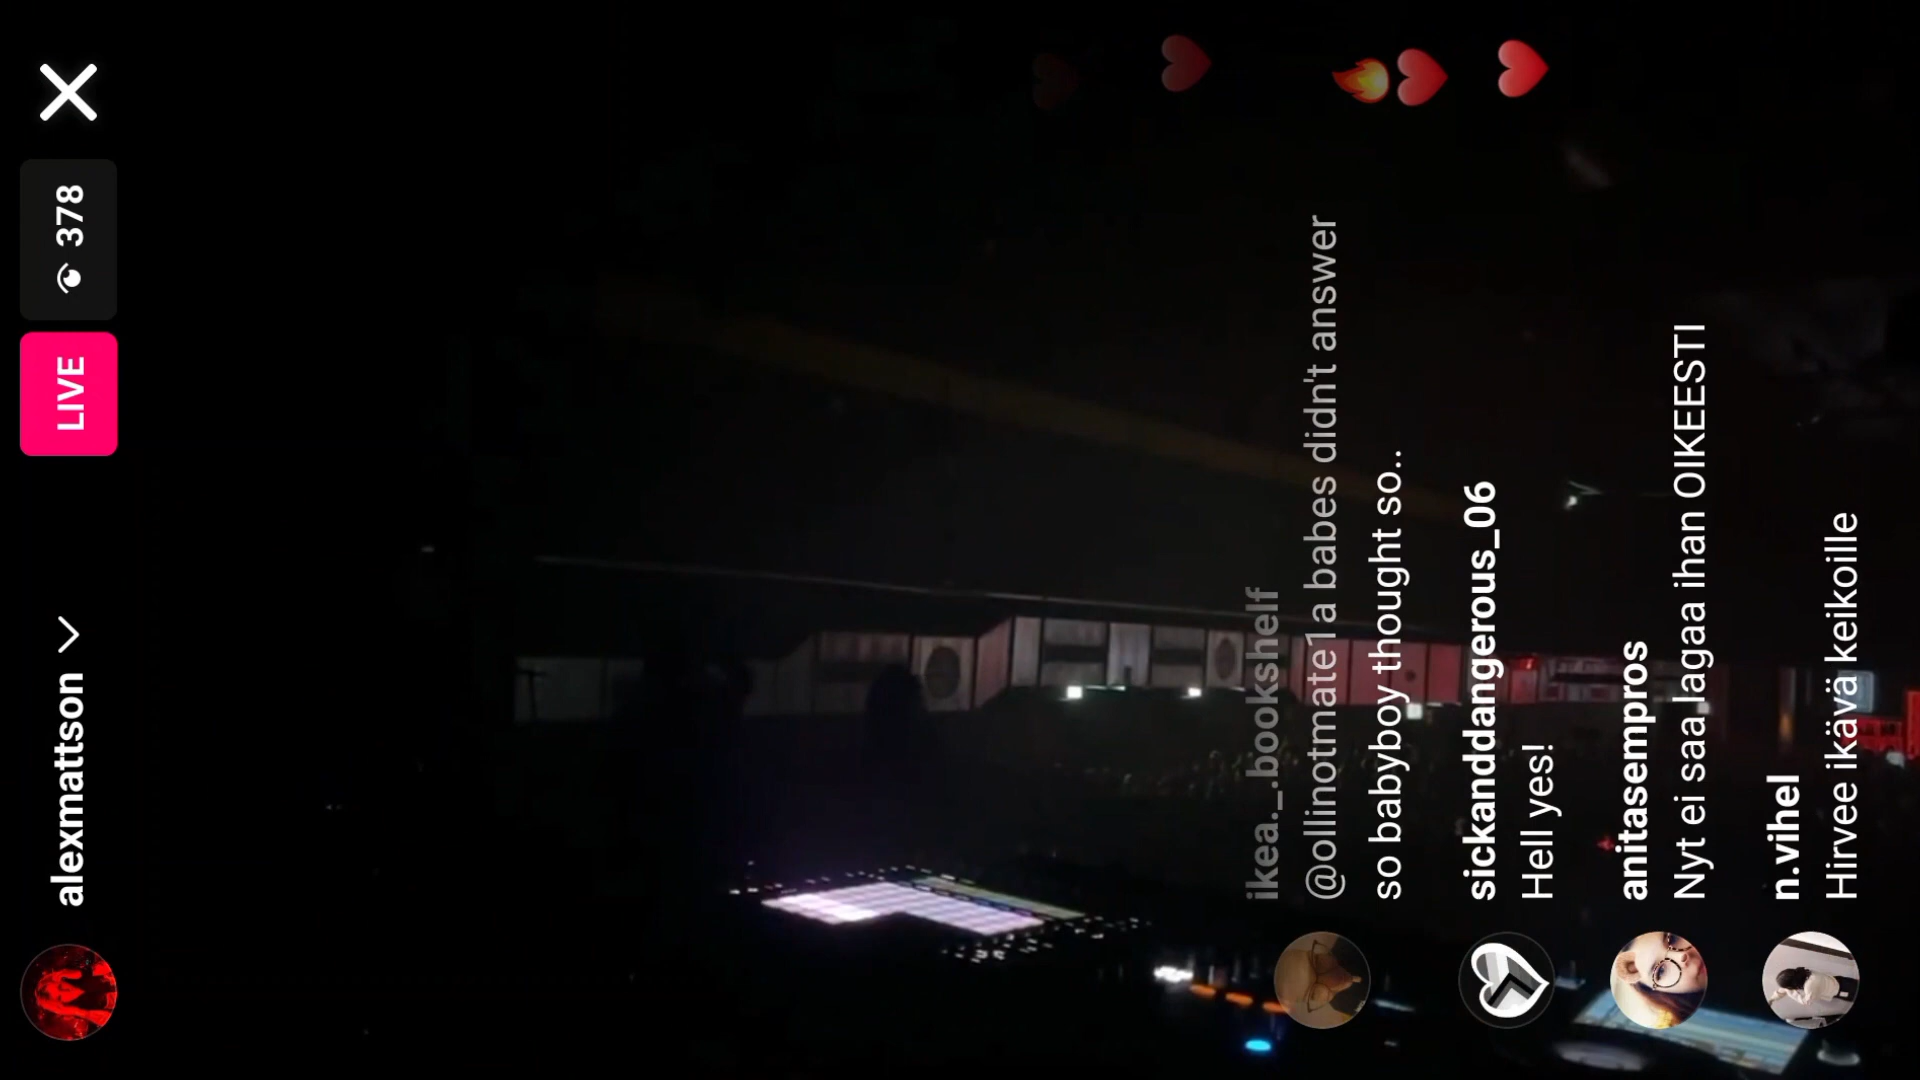 alexmattson
LIVE
378
ikea._.bookshelf
@ollinotmate1a babes didn't answer
so babyboy thought so..
sickanddangerous_06
Hell yes!
anitasempros
Nyt ei saa lagaa ihan OIKEESTI
n.vihel
Hirvee ikävä keikoille